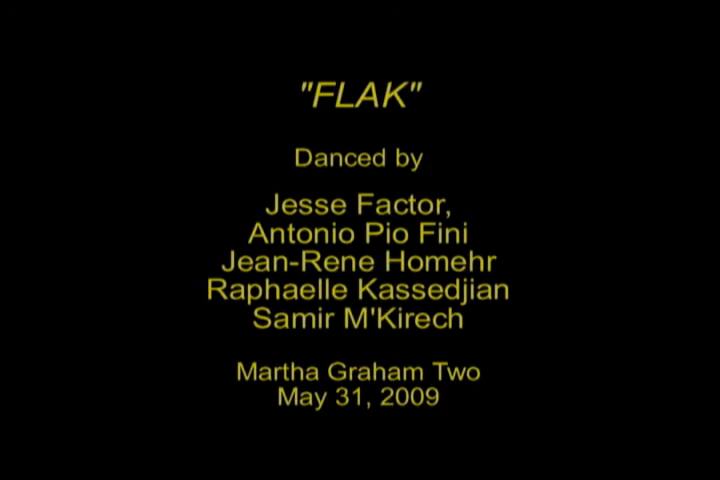 "FLAK"
Danced by
Jesse Factor,
Antonio Pio Fini
Jean-Rene Homehr
Raphaelle Kassedjian
Samir M'Kirech
Martha Graham Two
May 31, 2009